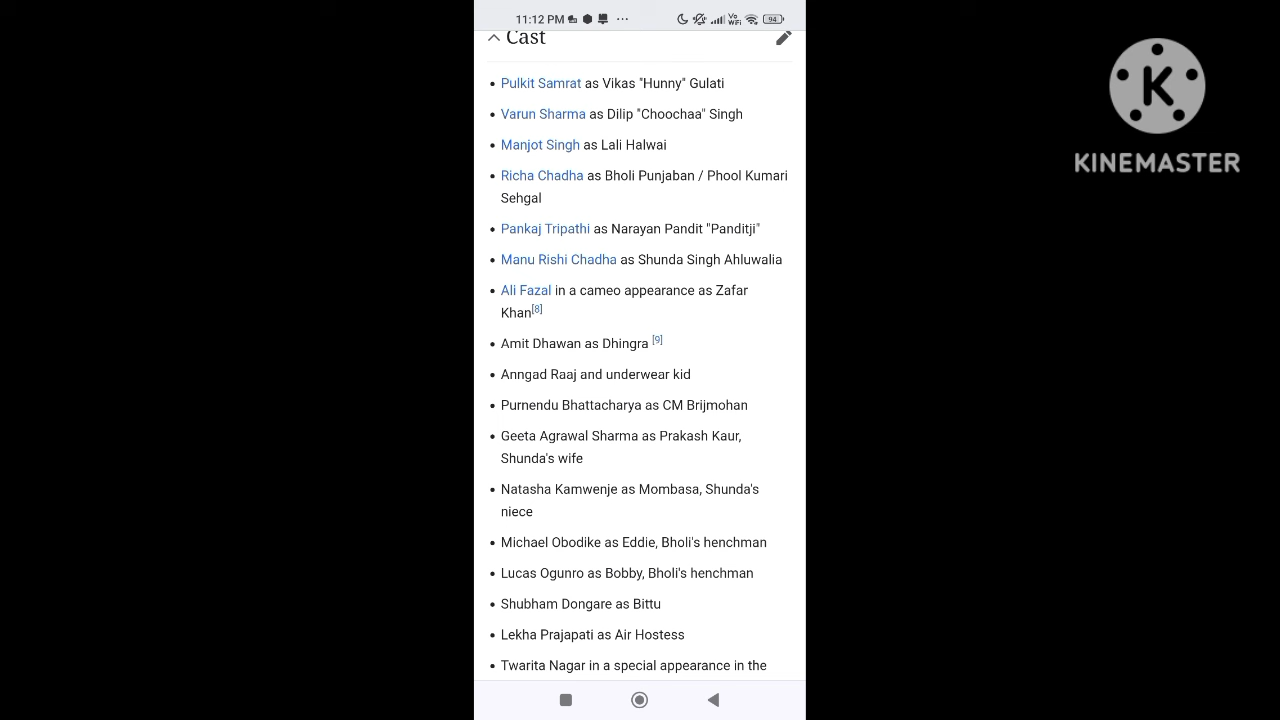 11:12 PM
Vo
WiFi
94
Cast
K
KINEMASTER
• Pulkit Samrat as Vikas "Hunny" Gulati
• Varun Sharma as Dilip "Choochaa" Singh
• Manjot Singh as Lali Halwai
• Richa Chadha as Bholi Punjaban / Phool Kumari
Sehgal
• Pankaj Tripathi as Narayan Pandit "Panditji"
• Manu Rishi Chadha as Shunda Singh Ahluwalia
• Ali Fazal in a cameo appearance as Zafar
Khan[8]
• Amit Dhawan as Dhingra [9]
• Anngad Raaj and underwear kid
• Purnendu Bhattacharya as CM Brijmohan
• Geeta Agrawal Sharma as Prakash Kaur,
Shunda's wife
• Natasha Kamwenje as Mombasa, Shunda's
niece
• Michael Obodike as Eddie, Bholi's henchman
• Lucas Ogunro as Bobby, Bholi's henchman
• Shubham Dongare as Bittu
• Lekha Prajapati as Air Hostess
• Twarita Nagar in a special appearance in the